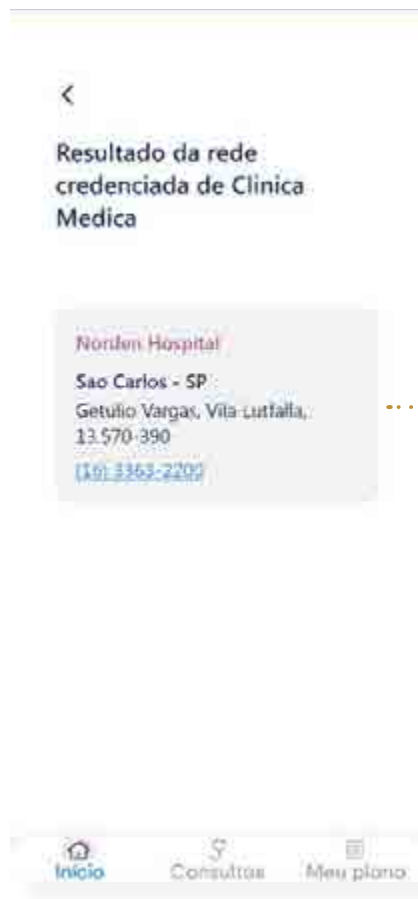 Resultado da rede
credenciada de Clinica
Medica
Norden Hospital
Sao Carlos - SP
Getulio Vargas, Vila Lutfalla,
13.570-390
(16) 3363-2200
Início
Consultas
Meu plano